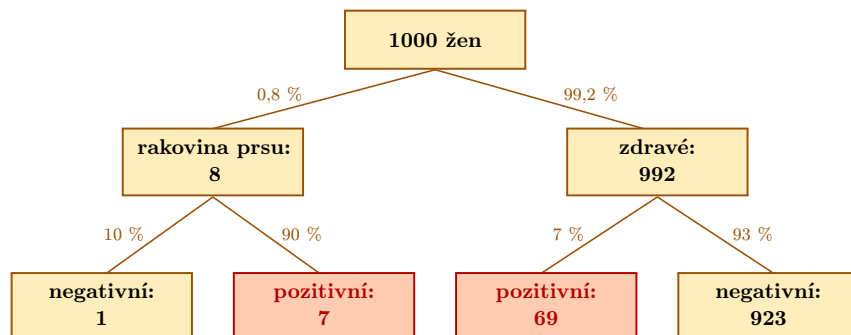 1000 žen
0,8 %
99,2 %
rakovina prsu:
8
zdravé:
992
10 %
90 %
7 %
93 %
negativní:
1
pozitivní:
7
pozitivní:
69
negativní:
923